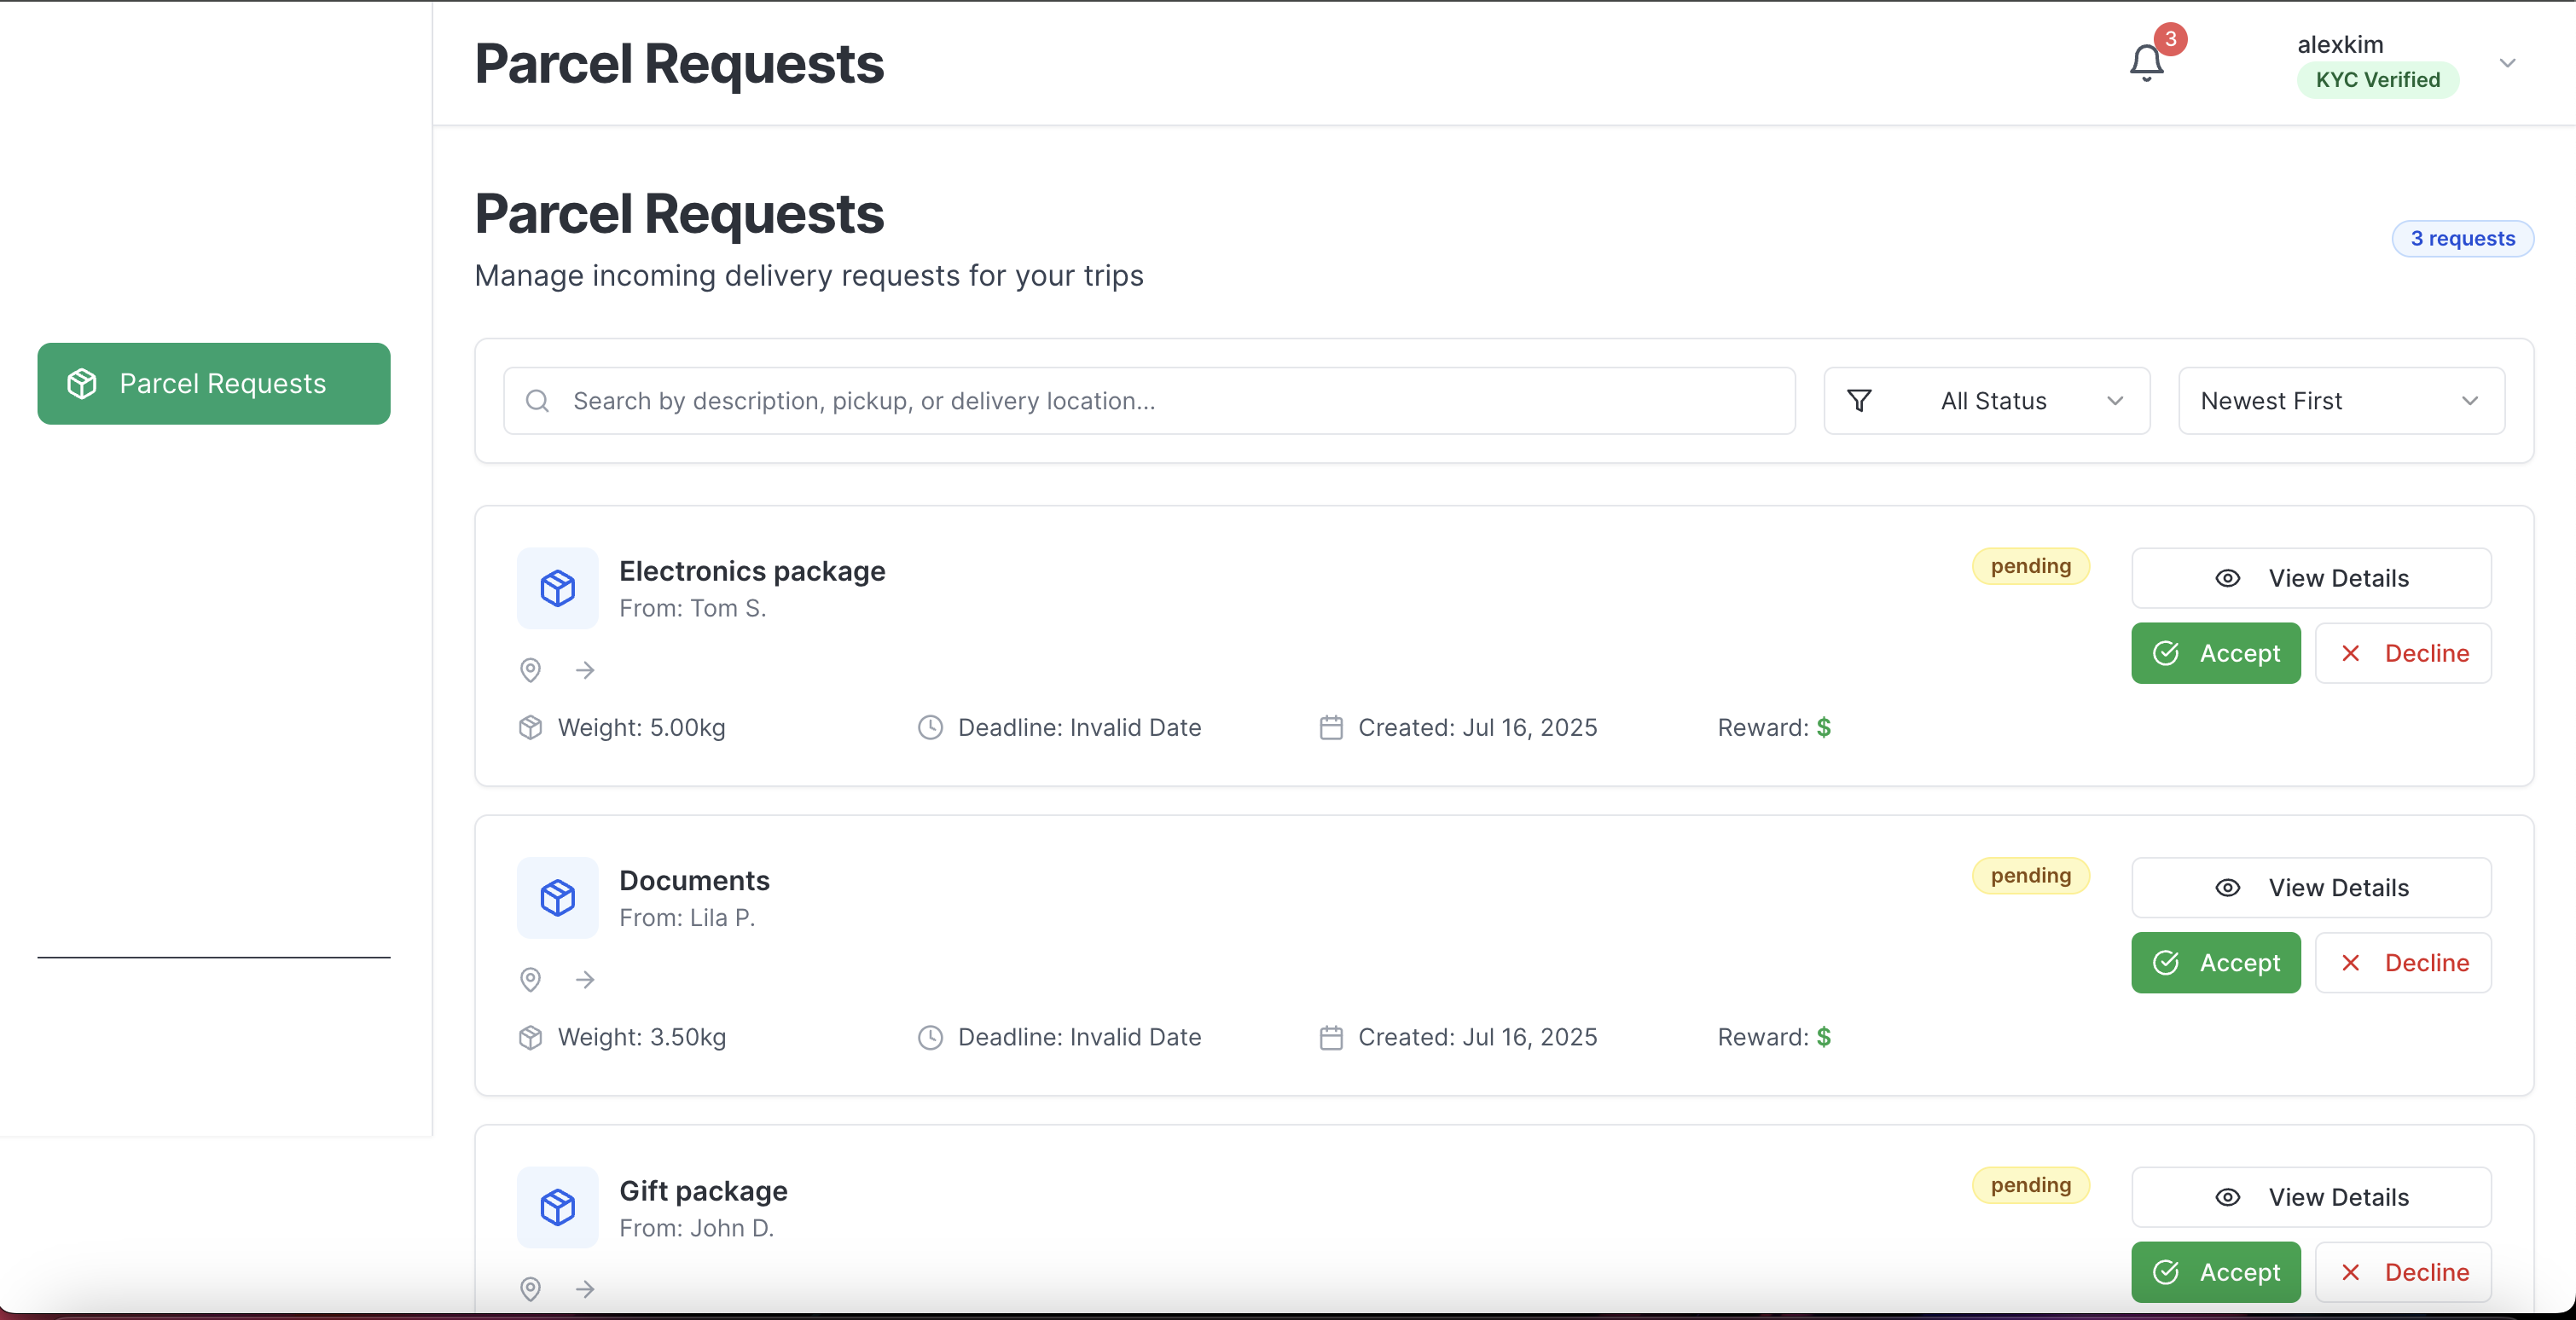 Parcel Requests
3
alexkim
KYC Verified
Parcel Requests
Parcel Requests
Manage incoming delivery requests for your trips
3 requests
Search by description, pickup, or delivery location...
All Status
Newest First
Electronics package
From: Tom S.
pending
View Details
Accept
Decline
Weight: 5.00kg
Deadline: Invalid Date
Created: Jul 16, 2025
Reward: $
Documents
From: Lila P.
pending
View Details
Accept
Decline
Weight: 3.50kg
Deadline: Invalid Date
Created: Jul 16, 2025
Reward: $
Gift package
From: John D.
pending
View Details
Accept
Decline